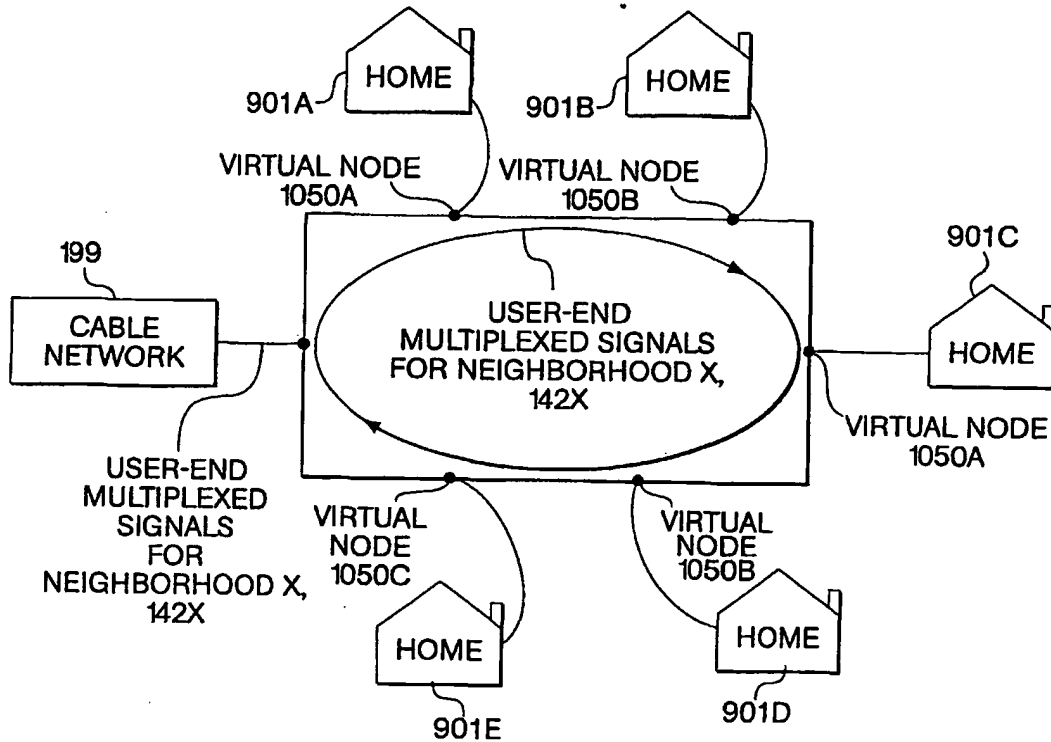 HOME
901A
HOME
901B
VIRTUAL NODE
1050A
VIRTUAL NODE
1050B
199
CABLE
NETWORK
901C
HOME
USER-END
MULTIPLEXED SIGNALS
FOR NEIGHBORHOOD X,
142X
VIRTUAL NODE
1050A
USER-END
MULTIPLEXED
SIGNALS
FOR
NEIGHBORHOOD X,
142X
VIRTUAL
NODE
1050C
VIRTUAL
NODE
1050B
HOME
901E
HOME
901D